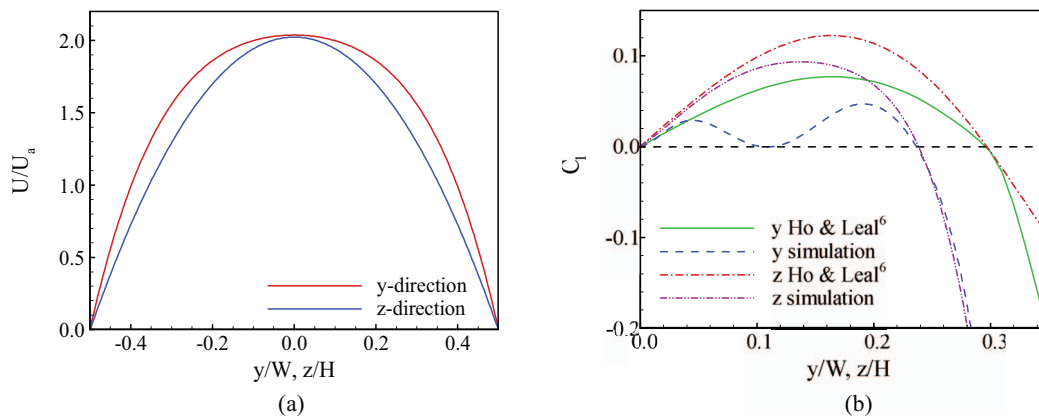 2.0
1.5
1.0
0.5
0.0
U/Uₐ
y-direction
z-direction
-0.4 -0.2 0.0 0.2 0.4
y/W, z/H
(a)
0.1
0.0
-0.1
-0.2
C₁
y Ho & Leal⁶
y simulation
z Ho & Leal⁶
z simulation
0.0 0.1 0.2 0.3
y/W, z/H
(b)